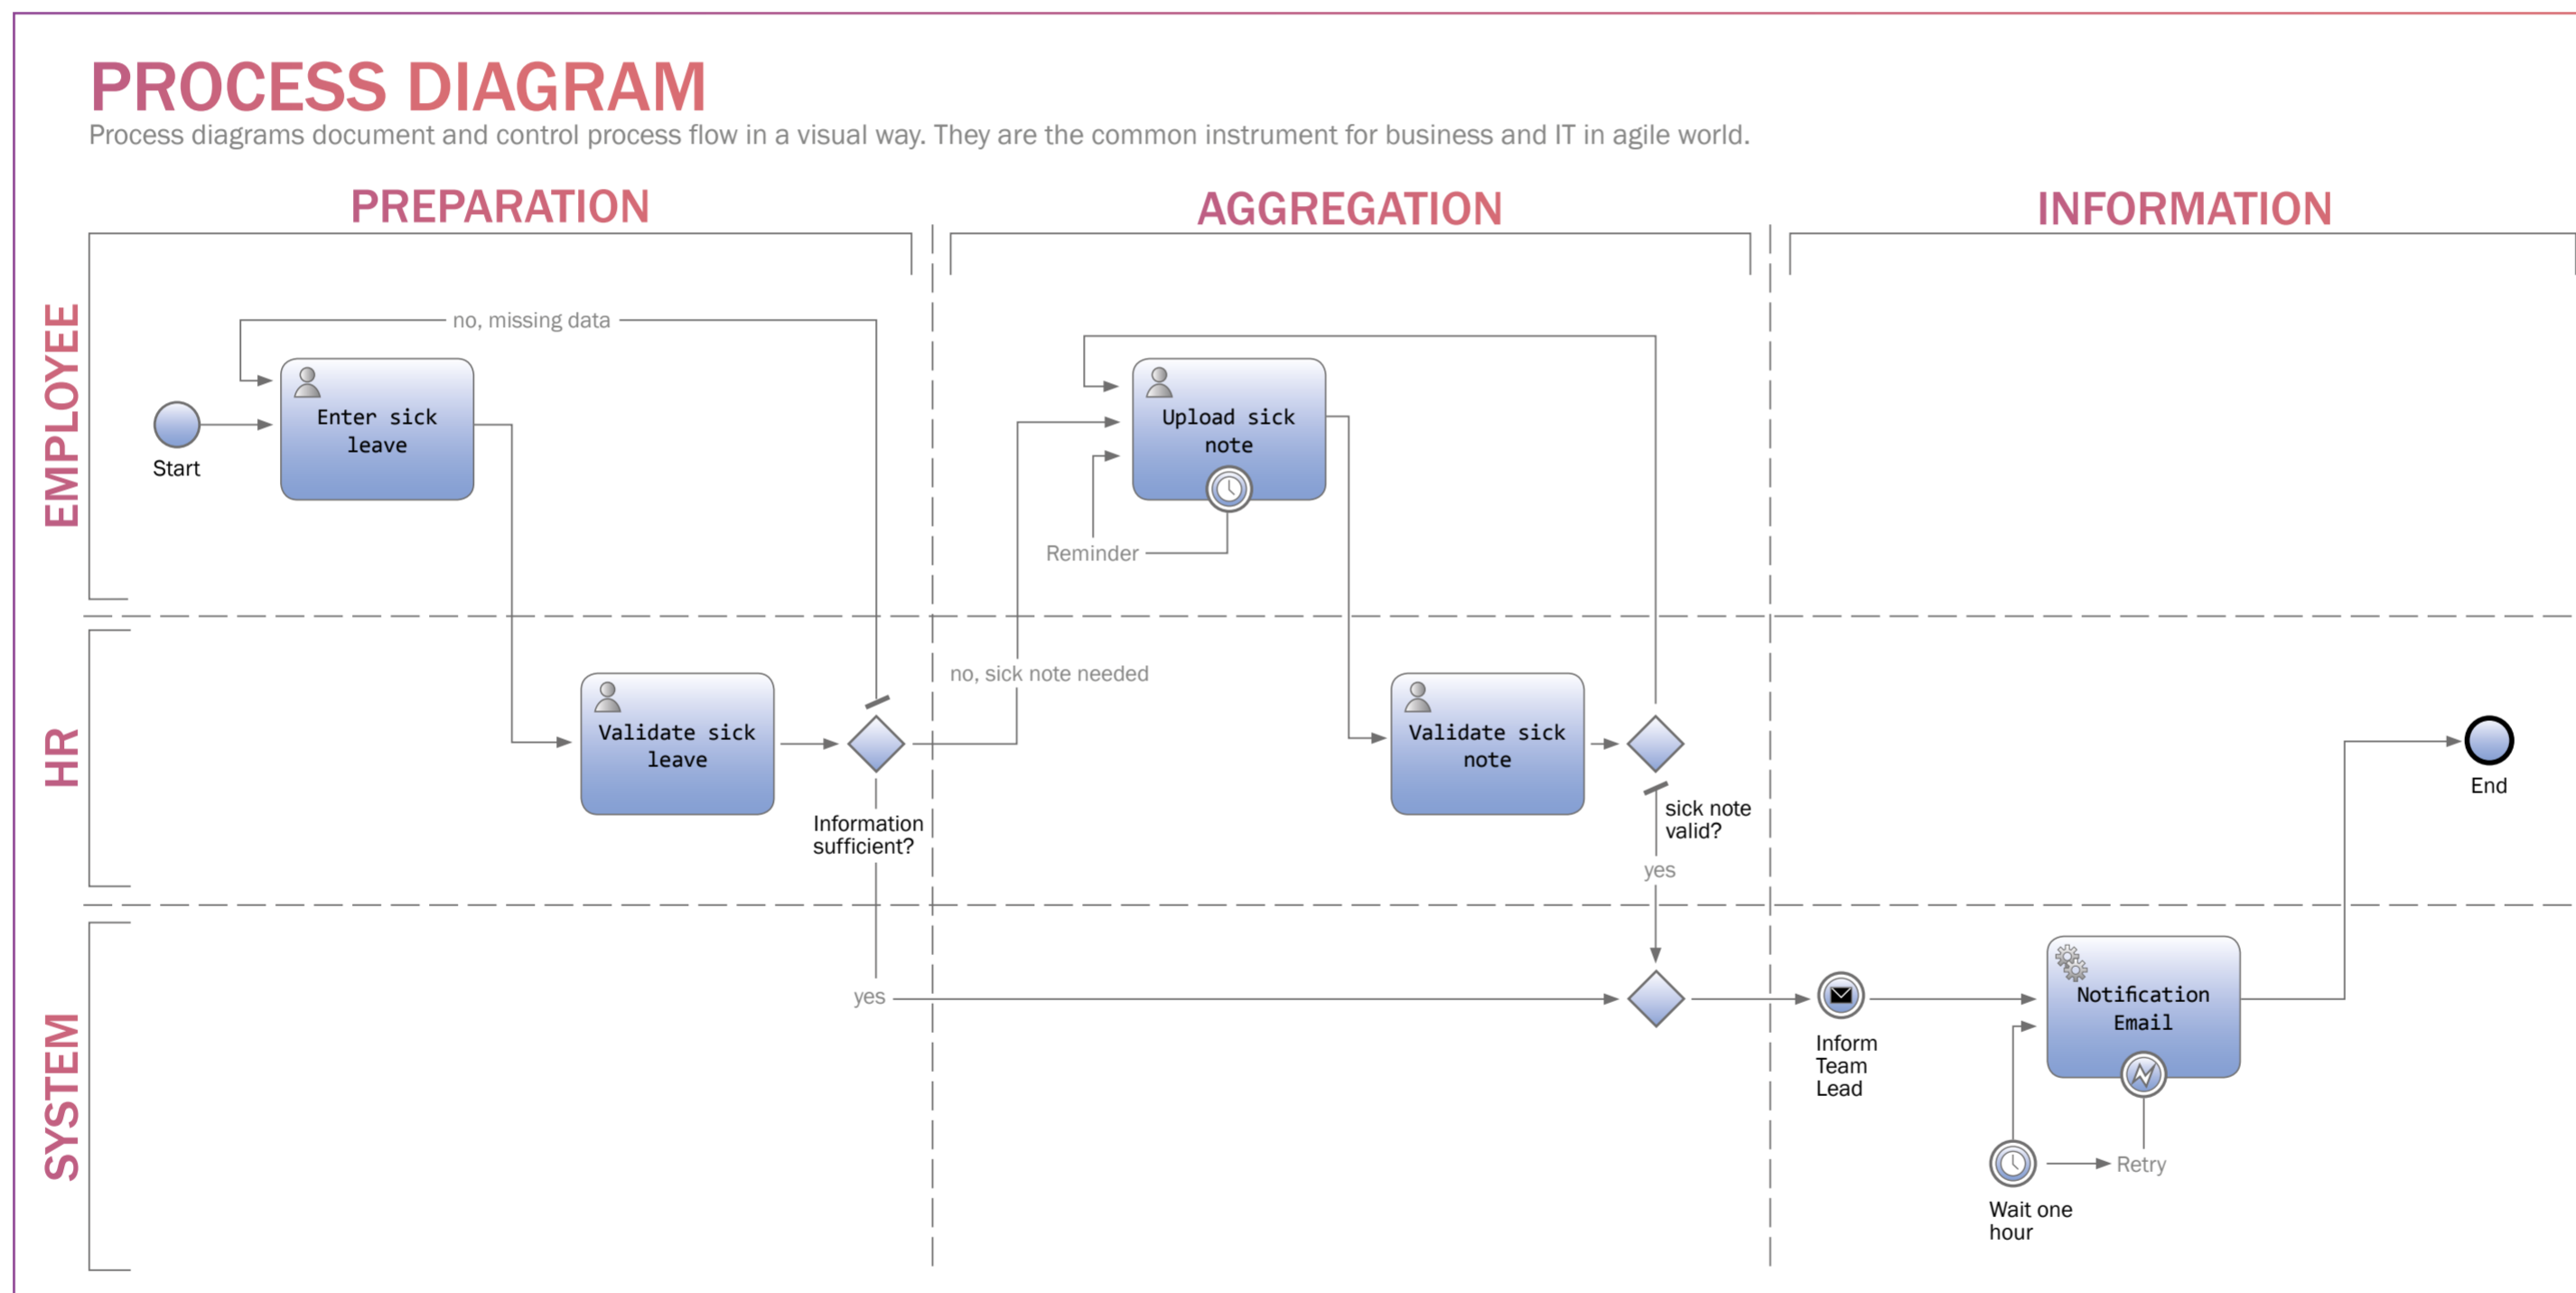 PROCESS DIAGRAM
Process diagrams document and control process flow in a visual way. They are the common instrument for business and IT in agile world.
PREPARATION
AGGREGATION
INFORMATION
EMPLOYEE
no, missing data
Start
Enter sick
leave
Upload sick
note
Reminder
HR
no, sick note needed
Validate sick
leave
Information
sufficient?
Validate sick
note
sick note
valid?
yes
End
SYSTEM
yes
Inform
Team
Lead
Notification
Email
Retry
Wait one
hour